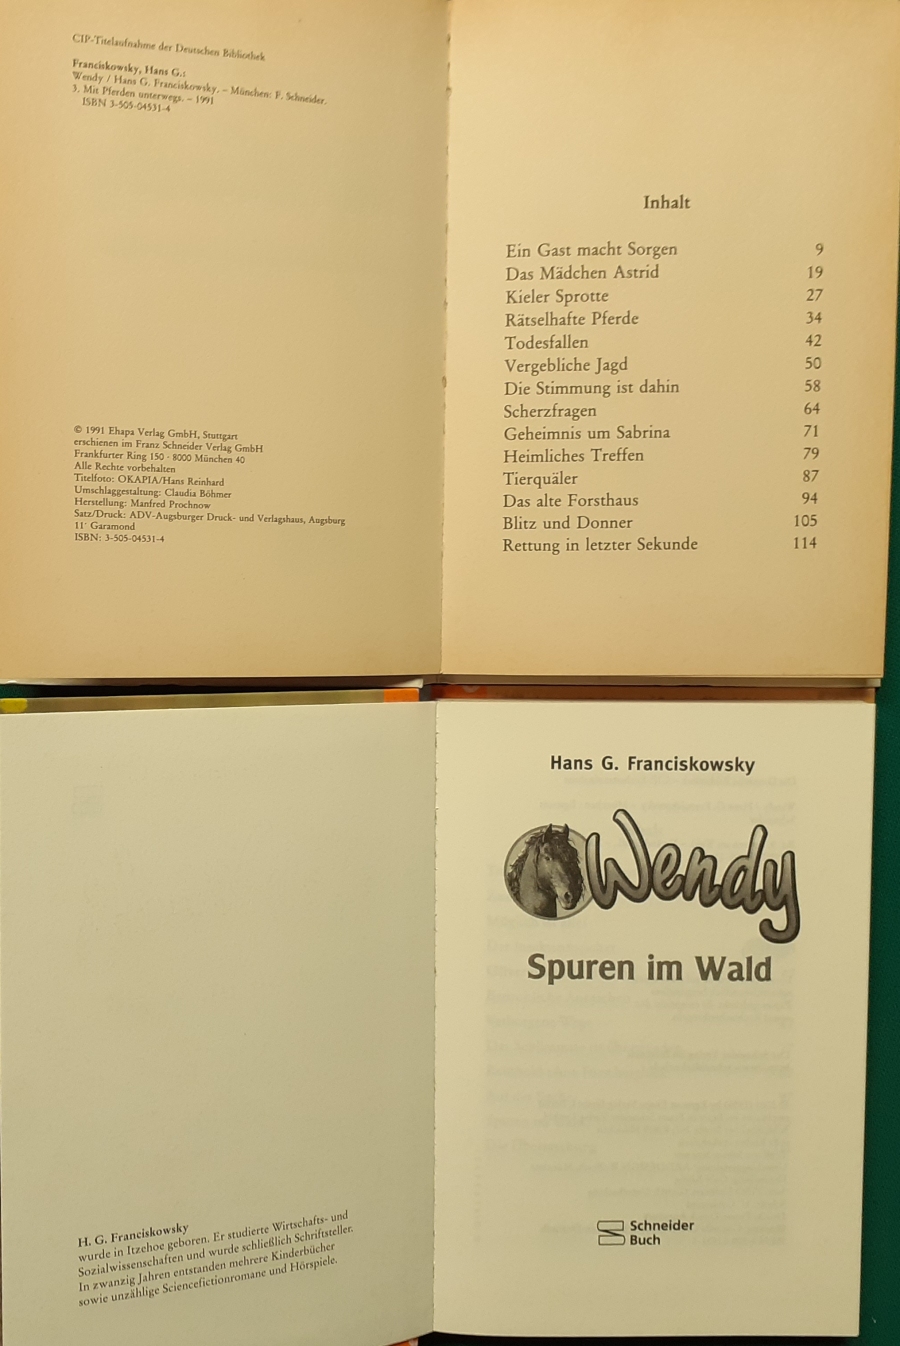 CIP-Titelaufnahme der Deutschen Bibliothek
Franciskowsky, Hans G.:
Wendy / Hans G. Franciskowsky. – München: F. Schneider.
3. Mit Pferden unterwegs. – 1991
ISBN 3-505-04531-4
© 1991 Ehapa Verlag GmbH, Stuttgart
erschienen im Franz Schneider Verlag GmbH
Frankfurter Ring 150 · 8000 München 40
Alle Rechte vorbehalten
Titelfoto: OKAPIA/Hans Reinhard
Umschlaggestaltung: Claudia Böhmer
Herstellung: Manfred Prochnow
Satz/Druck: ADV-Augsburger Druck- und Verlagshaus, Augsburg
11˙ Garamond
ISBN: 3-505-04531-4
Inhalt
Ein Gast macht Sorgen 9
Das Mädchen Astrid 19
Kieler Sprotte 27
Rätselhafte Pferde 34
Todesfallen 42
Vergebliche Jagd 50
Die Stimmung ist dahin 58
Scherzfragen 64
Geheimnis um Sabrina 71
Heimliches Treffen 79
Tierquäler 87
Das alte Forsthaus 94
Blitz und Donner 105
Rettung in letzter Sekunde 114
H. G. Franciskowsky
wurde in Itzehoe geboren. Er studierte Wirtschafts- und
Sozialwissenschaften und wurde schließlich Schriftsteller.
In zwanzig Jahren entstanden mehrere Kinderbücher
sowie unzählige Sciencefictionromane und Hörspiele.
Hans G. Franciskowsky
Wendy
Spuren im Wald
Schneider
Buch